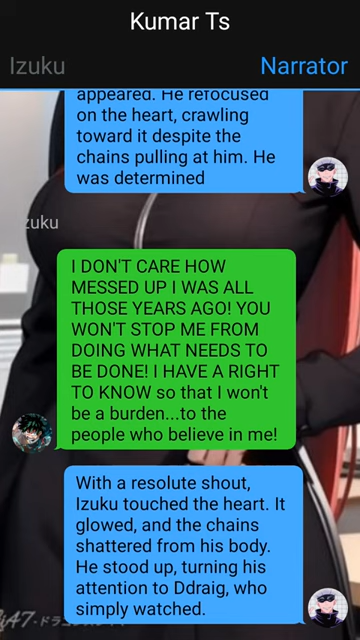 Kumar Ts
Izuku
Narrator
appeared. He refocused
on the heart, crawling
toward it despite the
chains pulling at him. He
was determined
zuku
I DON'T CARE HOW
MESSED UP I WAS ALL
THOSE YEARS AGO! YOU
WON'T STOP ME FROM
DOING WHAT NEEDS TO
BE DONE! I HAVE A RIGHT
TO KNOW so that I won't
be a burden...to the
people who believe in me!
With a resolute shout,
Izuku touched the heart. It
glowed, and the chains
shattered from his body.
He stood up, turning his
attention to Ddraig, who
simply watched.